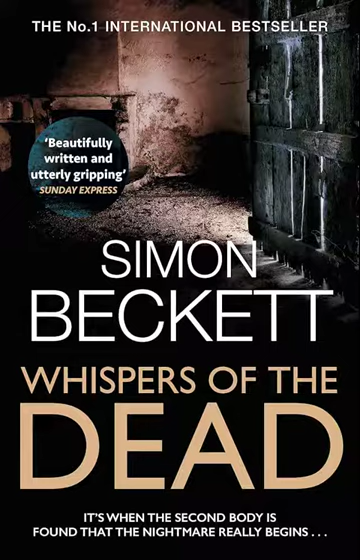 THE No.1 INTERNATIONAL BESTSELLER
‘Beautifully
written and
utterly gripping’
SUNDAY EXPRESS
SIMON
BECKETT
WHISPERS OF THE
DEAD
IT’S WHEN THE SECOND BODY IS
FOUND THAT THE NIGHTMARE REALLY BEGINS . . .